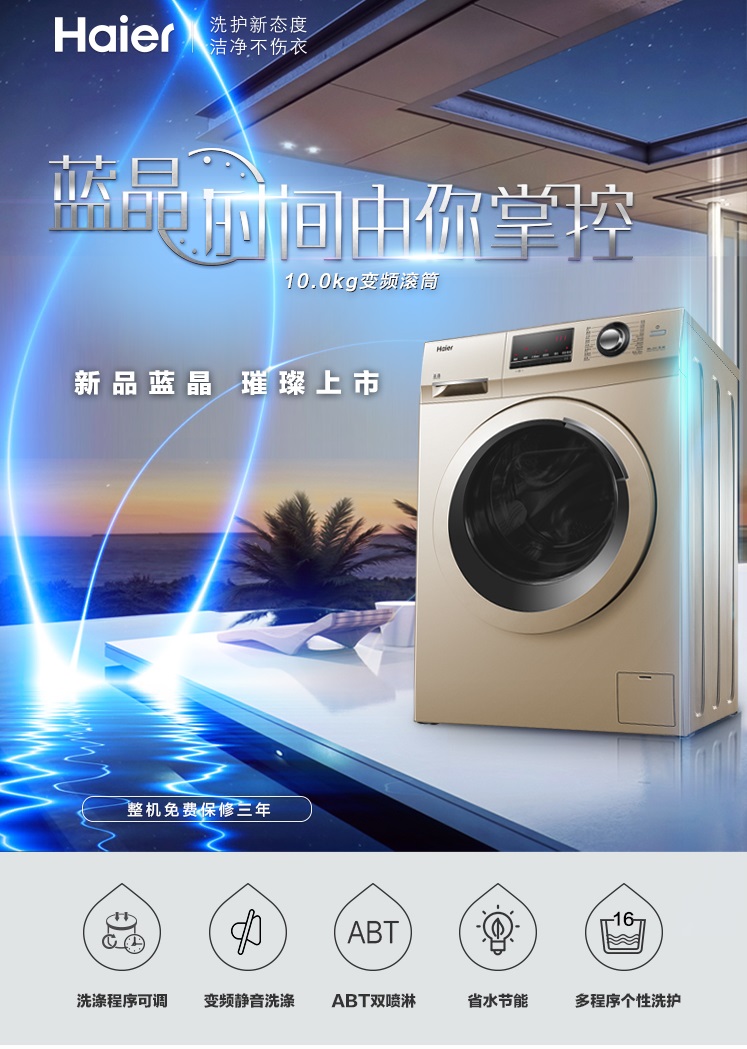 Haier
洗护新态度
洁净不伤衣
蓝晶时间由你掌控
10.0kg变频滚筒
新品蓝晶 璀璨上市
Haier
整机免费保修三年
ABT
16
洗涤程序可调
变频静音洗涤
ABT双喷淋
省水节能
多程序个性洗护